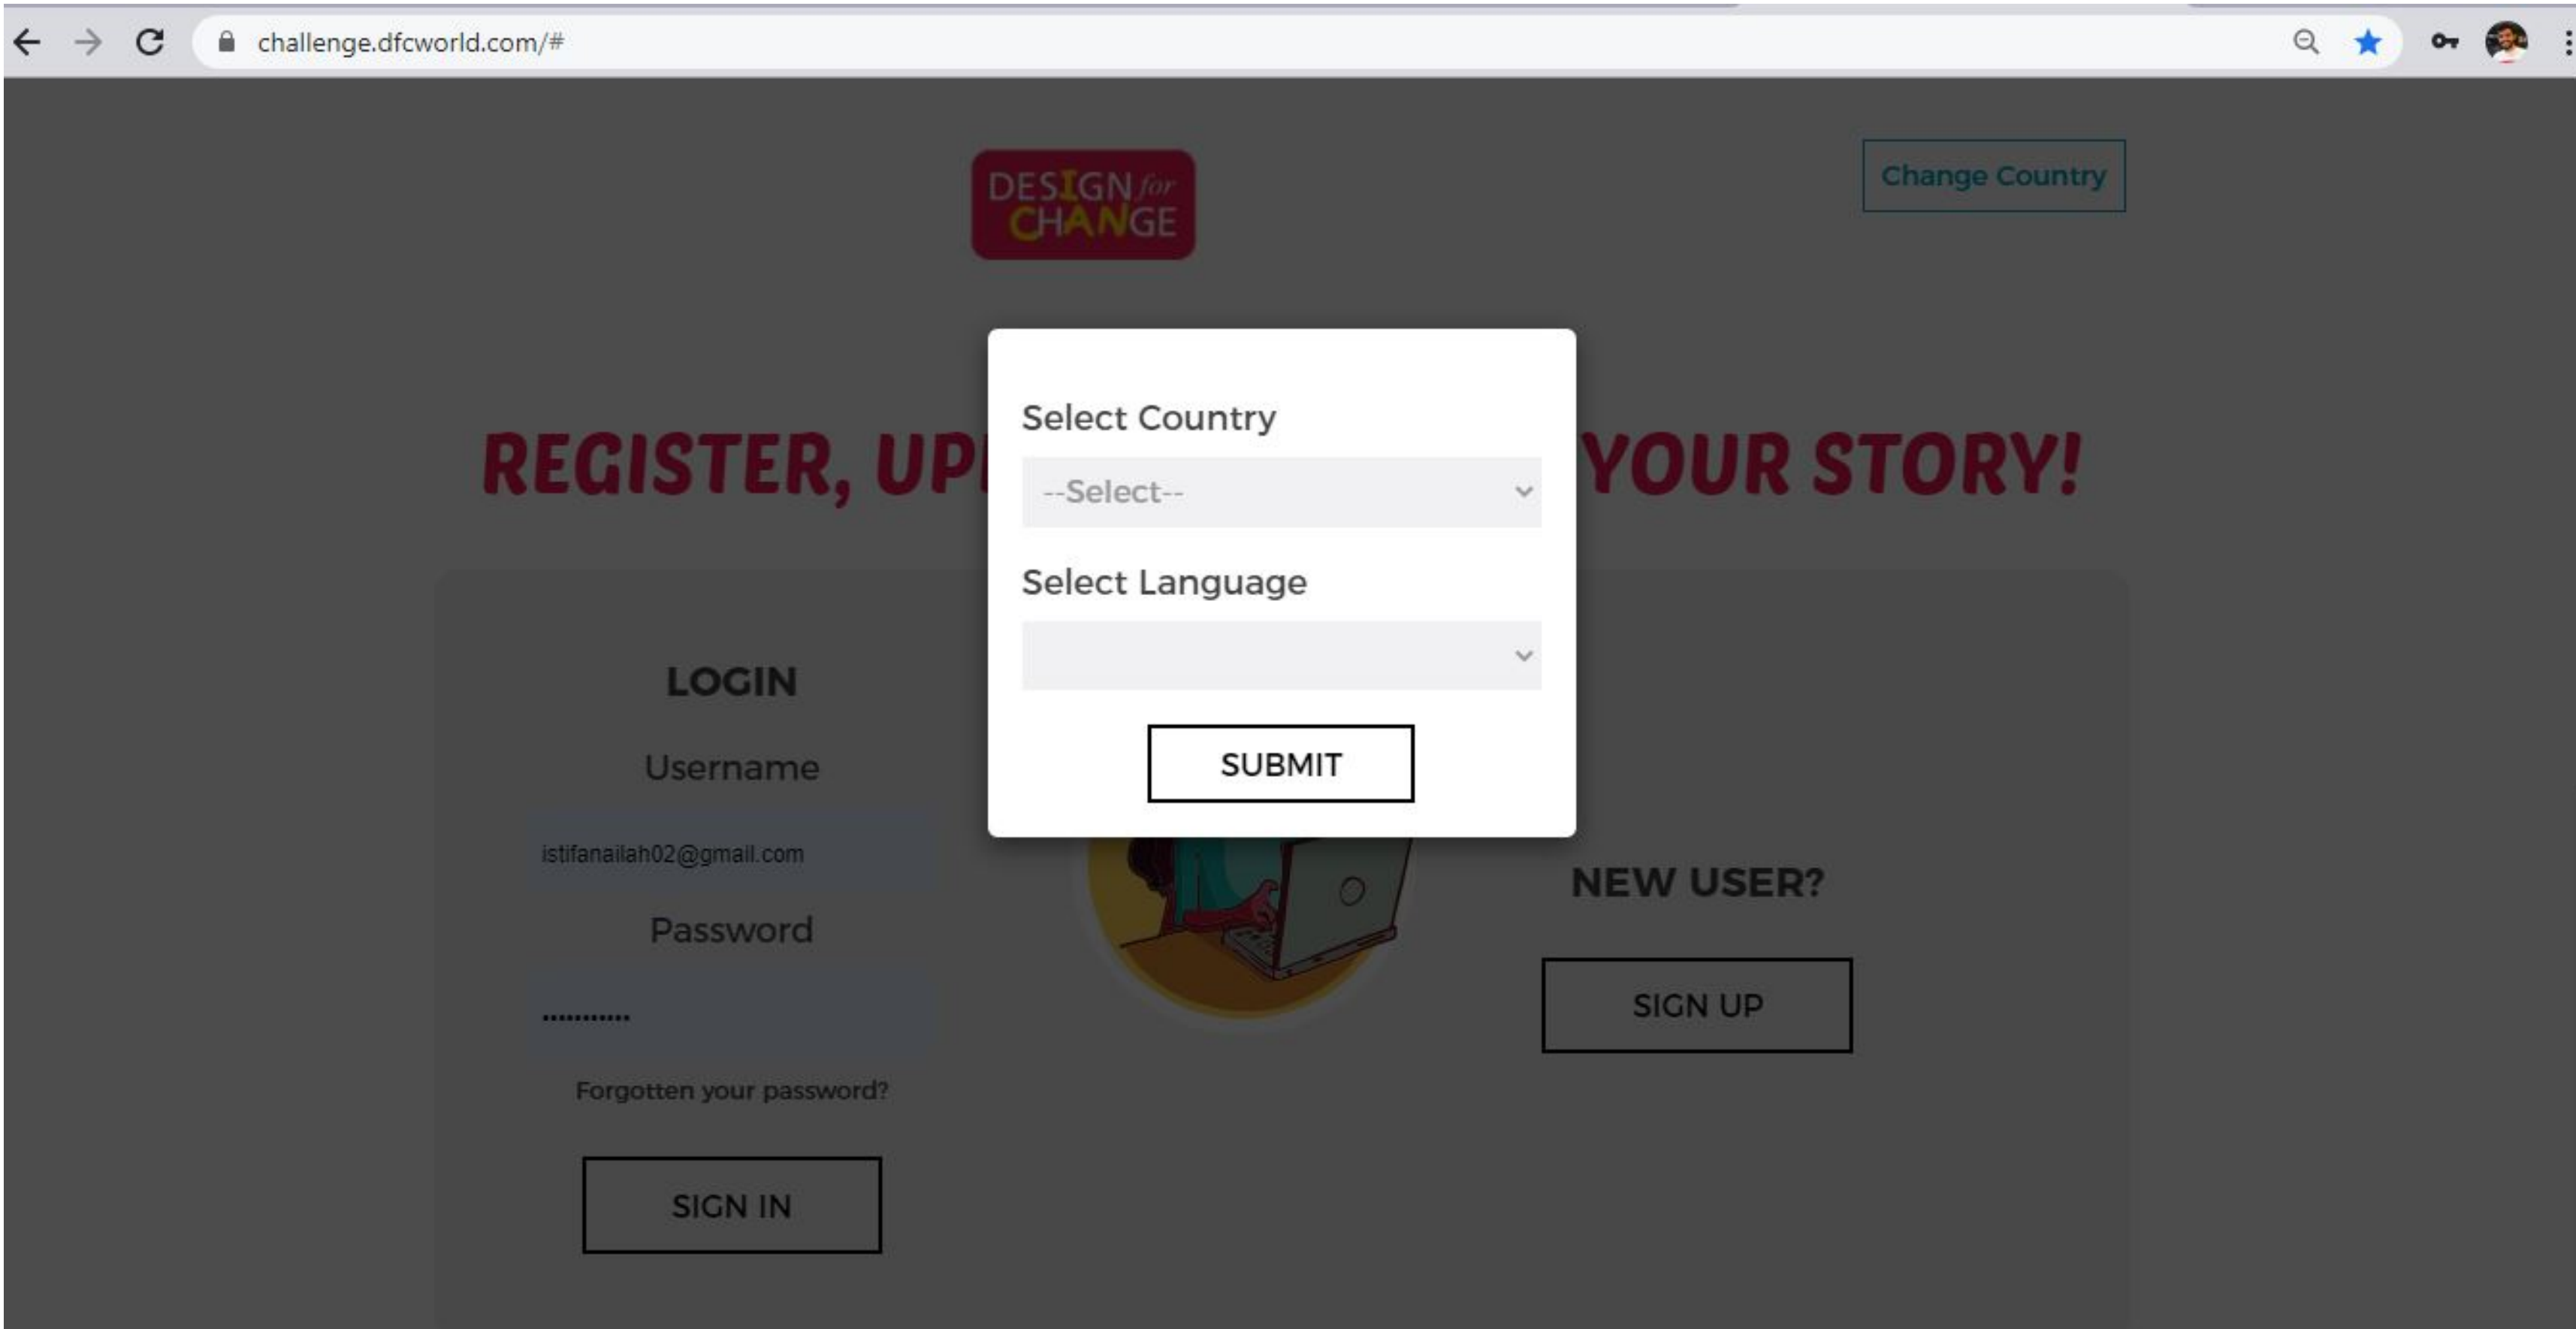 challenge.dfcworld.com/#
DESIGN for
CHANGE
Change Country
REGISTER, UP
YOUR STORY!
Select Country
--Select--
Select Language
SUBMIT
LOGIN
Username
istifanailah02@gmail.com
Password
Forgotten your password?
SIGN IN
NEW USER?
SIGN UP